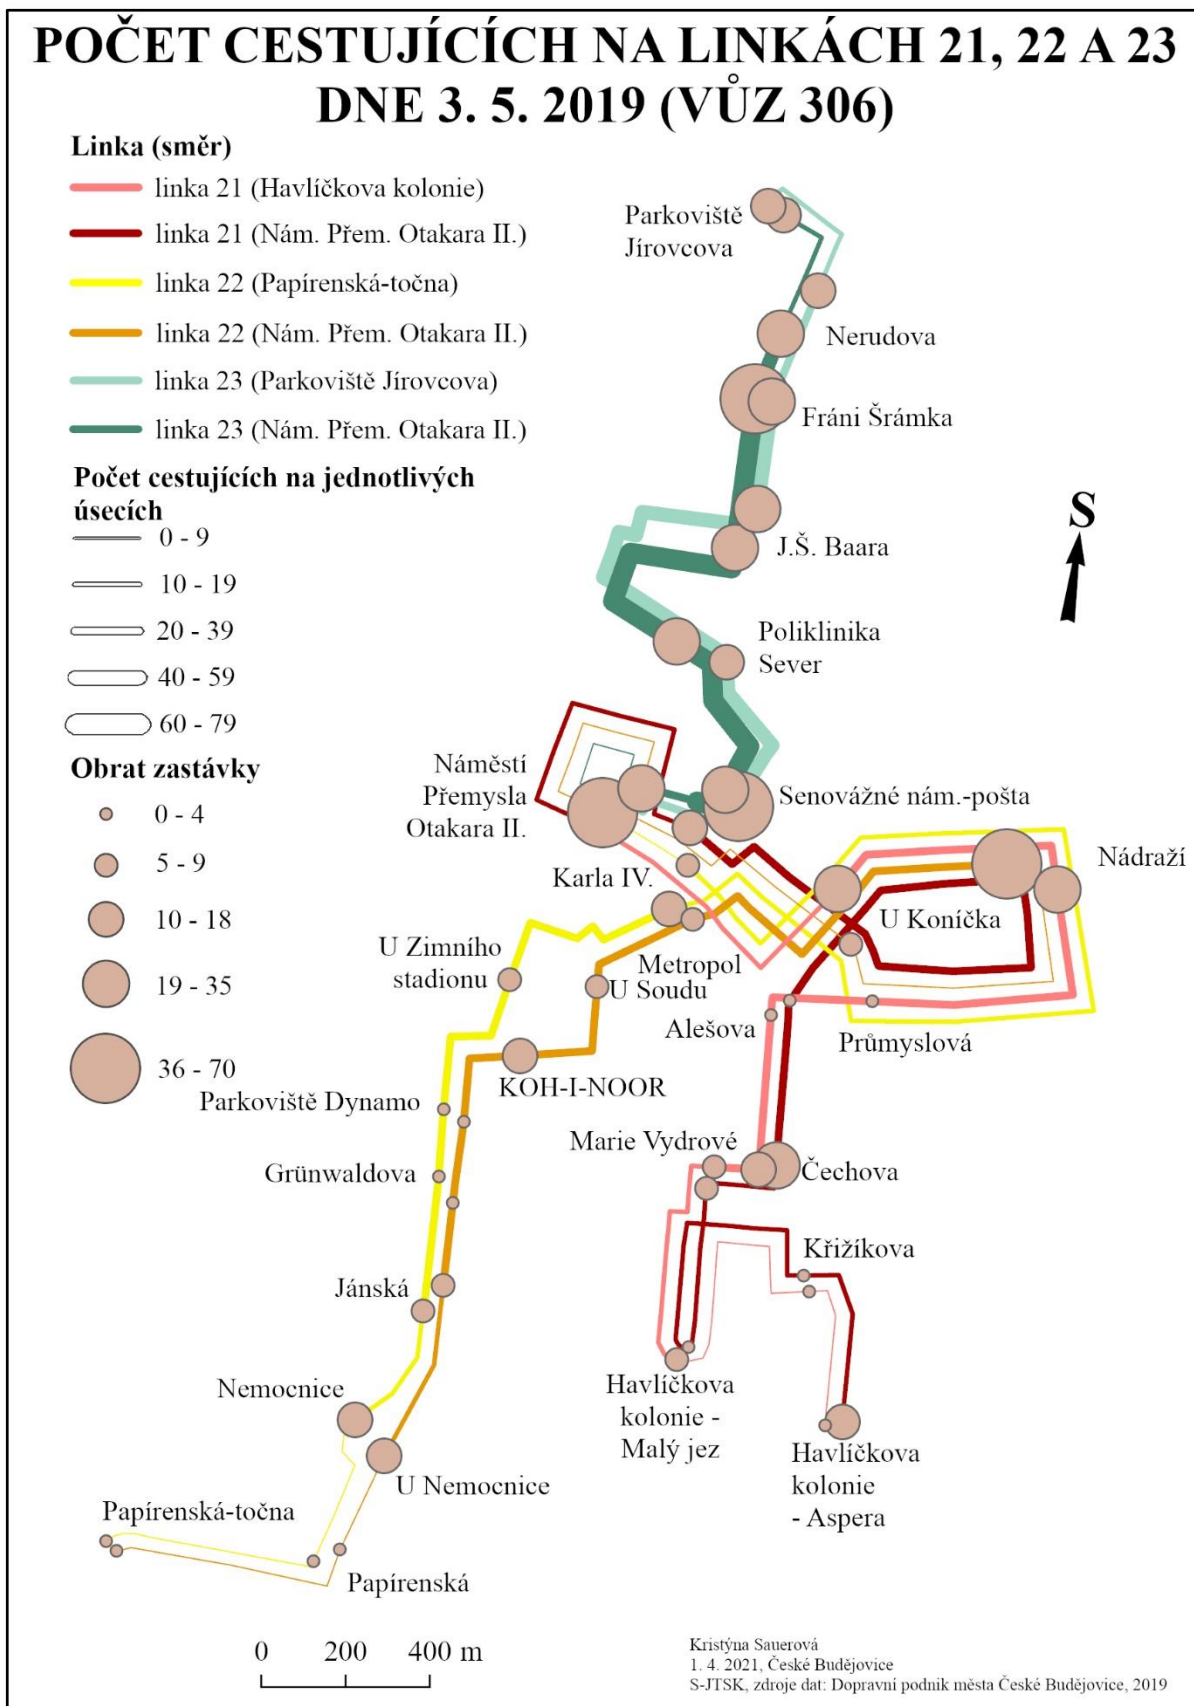 POČET CESTUJÍCÍCH NA LINKÁCH 21, 22 A 23
DNE 3. 5. 2019 (VŮZ 306)
Linka (směr)
linka 21 (Havlíčkova kolonie)
linka 21 (Nám. Přem. Otakara II.)
linka 22 (Papírenská-točna)
linka 22 (Nám. Přem. Otakara II.)
linka 23 (Parkoviště Jírovcova)
linka 23 (Nám. Přem. Otakara II.)
Počet cestujících na jednotlivých
úsecích
0 - 9
10 - 19
20 - 39
40 - 59
60 - 79
Obrat zastávky
0 - 4
5 - 9
10 - 18
19 - 35
36 - 70
Parkoviště
Jírovcova
Nerudova
Fráni Šrámka
S
J.Š. Baara
Poliklinika
Sever
Náměstí
Přemysla
Otakara II.
Senovážné nám.-pošta
Nádraží
Karla IV.
U Koníčka
U Zimního
stadionu
Metropol
U Soudu
Alešova
Průmyslová
KOH-I-NOOR
Parkoviště Dynamo
Marie Vydrové
Čechova
Grünwaldova
Křižíkova
Jánská
Havlíčkova
kolonie -
Malý jez
Nemocnice
Havlíčkova
kolonie
- Aspera
U Nemocnice
Papírenská-točna
Papírenská
0 200 400 m
Kristýna Sauerová
1. 4. 2021, České Budějovice
S-JTSK, zdroje dat: Dopravní podnik města České Budějovice, 2019